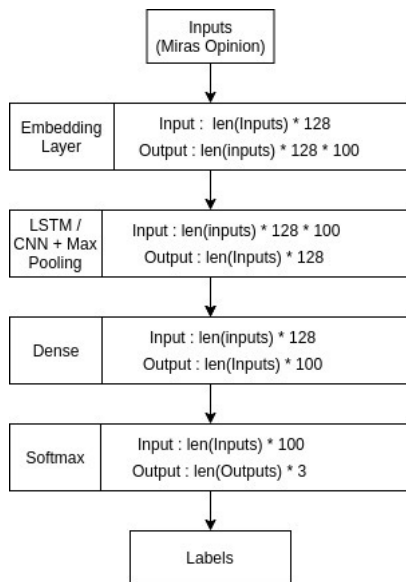 Inputs
(Miras Opinion)
Embedding
Layer
Input :  len(Inputs) * 128
Output : len(inputs) * 128 * 100
LSTM /
CNN + Max
Pooling
Input : len(inputs) * 128 * 100
Output : len(Inputs) * 128
Dense
Input : len(inputs) * 128
Output : len(Inputs) * 100
Softmax
Input : len(Inputs) * 100
Output : len(Outputs) * 3
Labels